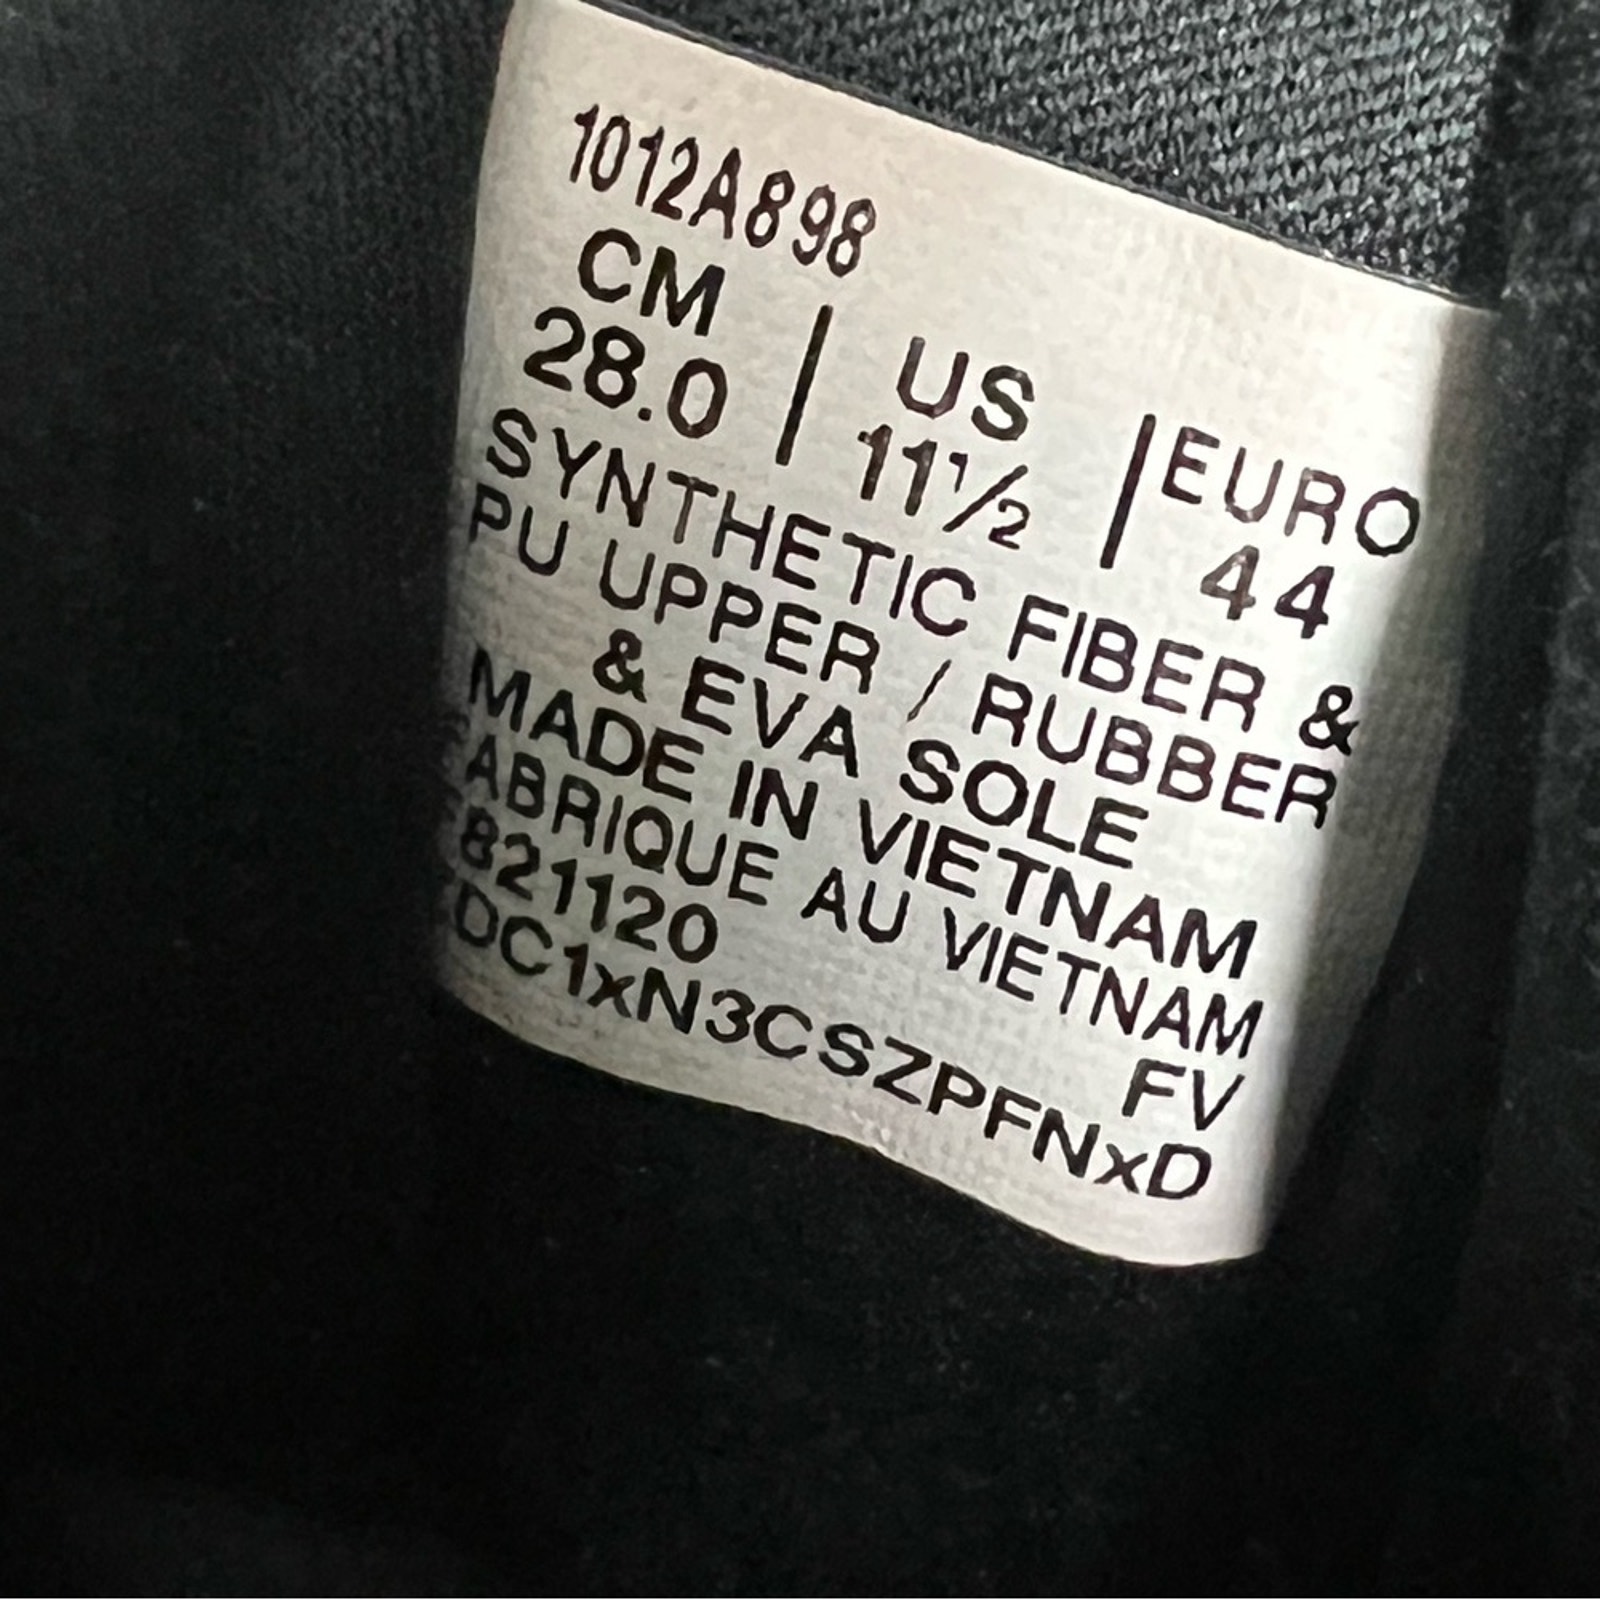 1012A898
CM | US | EURO
28.0 11½ 44
SYNTHETIC FIBER &
PU UPPER / RUBBER
& EVA SOLE
MADE IN VIETNAM
FABRIQUE AU VIETNAM
821120 FV
DC1xN3CSZPFNxD